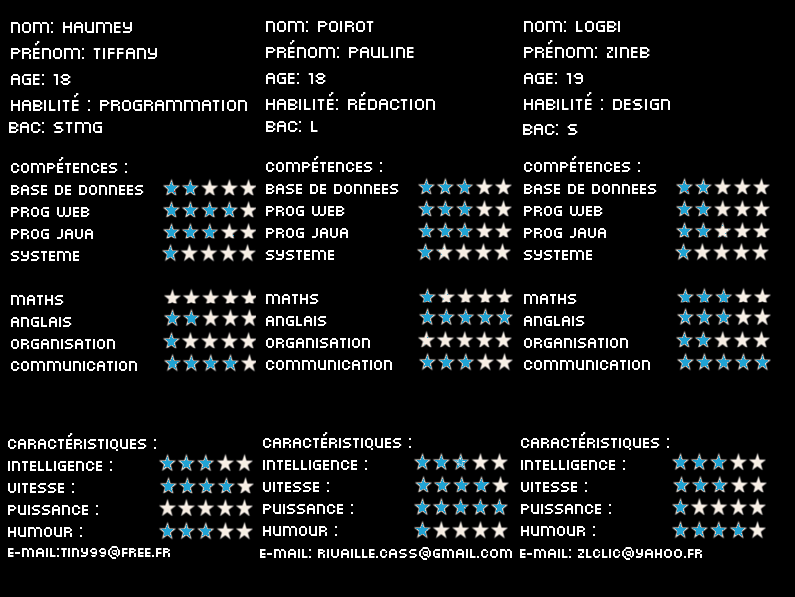 NOM: HAUMEY
PRÉNOM: TIFFANY
AGE: 18
HABILITÉ : PROGRAMMATION
BAC: STMG
COMPÉTENCES :
BASE DE DONNEES
PROG WEB
PROG JAVA
SYSTEME
MATHS
ANGLAIS
ORGANISATION
COMMUNICATION
CARACTÉRISTIQUES :
INTELLIGENCE :
VITESSE :
PUISSANCE :
HUMOUR :
E-MAIL:TINY99@FREE.FR
NOM: POIROT
PRÉNOM: PAULINE
AGE: 18
HABILITÉ: RÉDACTION
BAC: L
COMPÉTENCES :
BASE DE DONNEES
PROG WEB
PROG JAVA
SYSTEME
MATHS
ANGLAIS
ORGANISATION
COMMUNICATION
CARACTÉRISTIQUES :
INTELLIGENCE :
VITESSE :
PUISSANCE :
HUMOUR :
E-MAIL: RIVAILLE.CASS@GMAIL.COM
NOM: LOGBI
PRÉNOM: ZINEB
AGE: 19
HABILITÉ : DESIGN
BAC: S
COMPÉTENCES :
BASE DE DONNEES
PROG WEB
PROG JAVA
SYSTEME
MATHS
ANGLAIS
ORGANISATION
COMMUNICATION
CARACTÉRISTIQUES :
INTELLIGENCE :
VITESSE :
PUISSANCE :
HUMOUR :
E-MAIL: ZLCLIC@YAHOO.FR